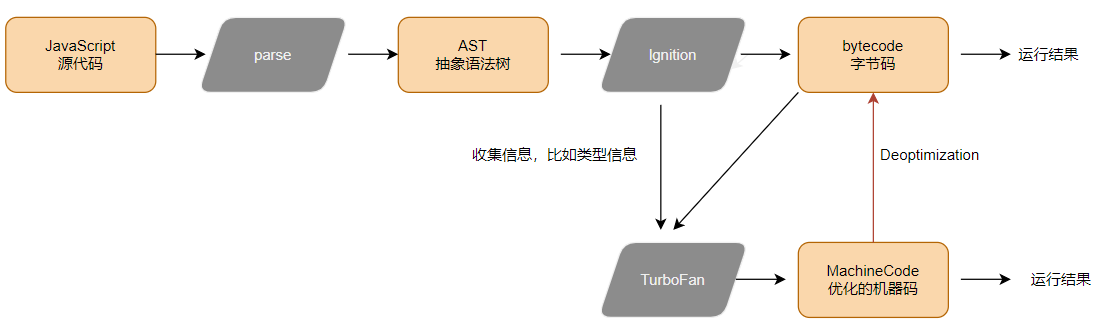 JavaScript
源代码
parse
AST
抽象语法树
Ignition
bytecode
字节码
运行结果
收集信息，比如类型信息
Deoptimization
TurboFan
MachineCode
优化的机器码
运行结果